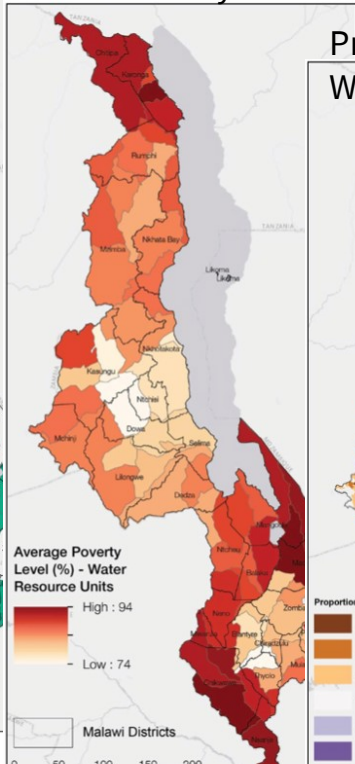 TANZANIA
Pr
W
Chitipa
Karonga
Rumphi
TANZANIA
Mzimba
Nkhata Bay
Likoma
Likoma
Nkhotakota
Kasungu
Ntchisi
Dowa
Mchinji
Salima
Lilongwe
Dedza
Ntcheu
Balaka
Neno
Zomba
Mwanza
Blantyre
Chiradzulu
Thyolo
Chikwawa
Nsanje
Average Poverty
Level (%) - Water
Resource Units
High : 94
Low : 74
Malawi Districts
Proportion
0 50 100 150 200